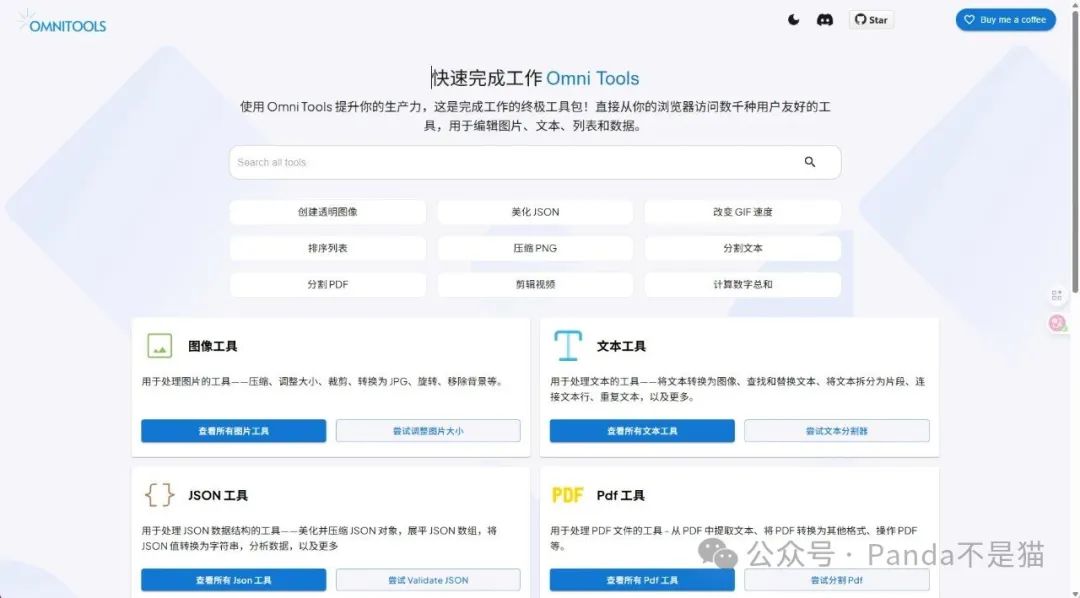 OMNITOOLS
Star
Buy me a coffee
快速完成工作 Omni Tools
使用 Omni Tools 提升你的生产力，这是完成工作的终极工具包！直接从你的浏览器访问数千种用户友好的工
具，用于编辑图片、文本、列表和数据。
Search all tools
创建透明图像
美化 JSON
改变 GIF 速度
排序列表
压缩 PNG
分割文本
分割 PDF
剪辑视频
计算数字总和
图像工具
用于处理图片的工具——压缩、调整大小、裁剪、转换为 JPG、旋转、移除背景等。
查看所有图片工具
尝试调整图片大小
文本工具
用于处理文本的工具——将文本转换为图像、查找和替换文本、将文本拆分为片段、连
接文本行、重复文本，以及更多。
查看所有文本工具
尝试文本分割器
JSON 工具
用于处理 JSON 数据结构的工具——美化并压缩 JSON 对象，展平 JSON 数组，将
JSON 值转换为字符串，分析数据，以及更多
查看所有 Json 工具
尝试 Validate JSON
PDF
Pdf 工具
用于处理 PDF 文件的工具 - 从 PDF 中提取文本、将 PDF 转换为其他格式、操作 PDF
等。
查看所有 Pdf 工具
尝试分割 Pdf
公众号 · Panda不是猫